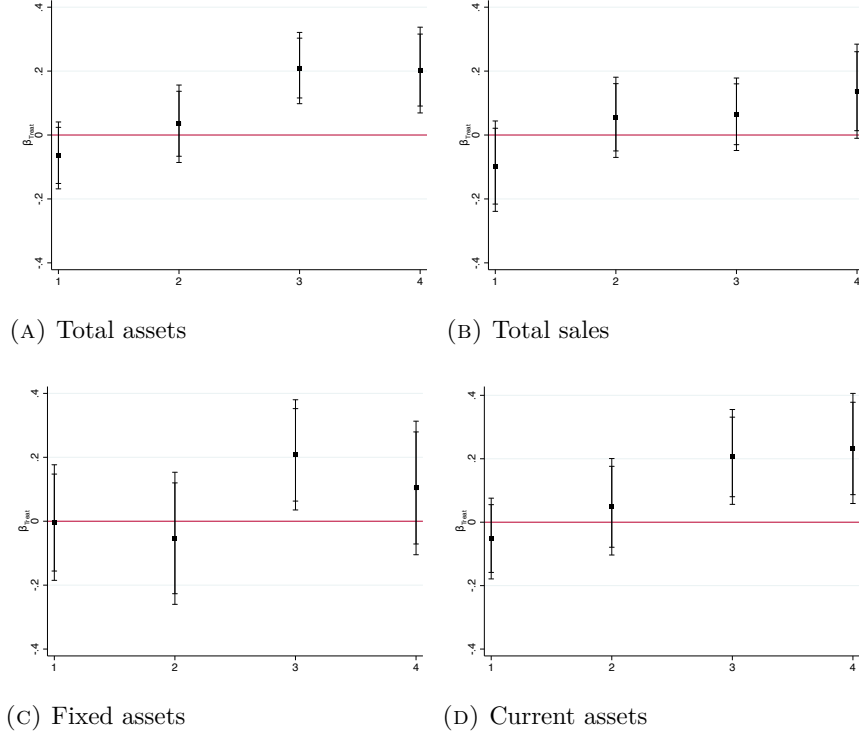 .4 .4
.2 .2
β_Treat 0 β_Treat 0
-.2 -.2
-.4 -.4
1 2 3 4 1 2 3 4
(A) Total assets (B) Total sales
.4 .4
.2 .2
β_Treat 0 β_Treat 0
-.2 -.2
-.4 -.4
1 2 3 4 1 2 3 4
(C) Fixed assets (D) Current assets